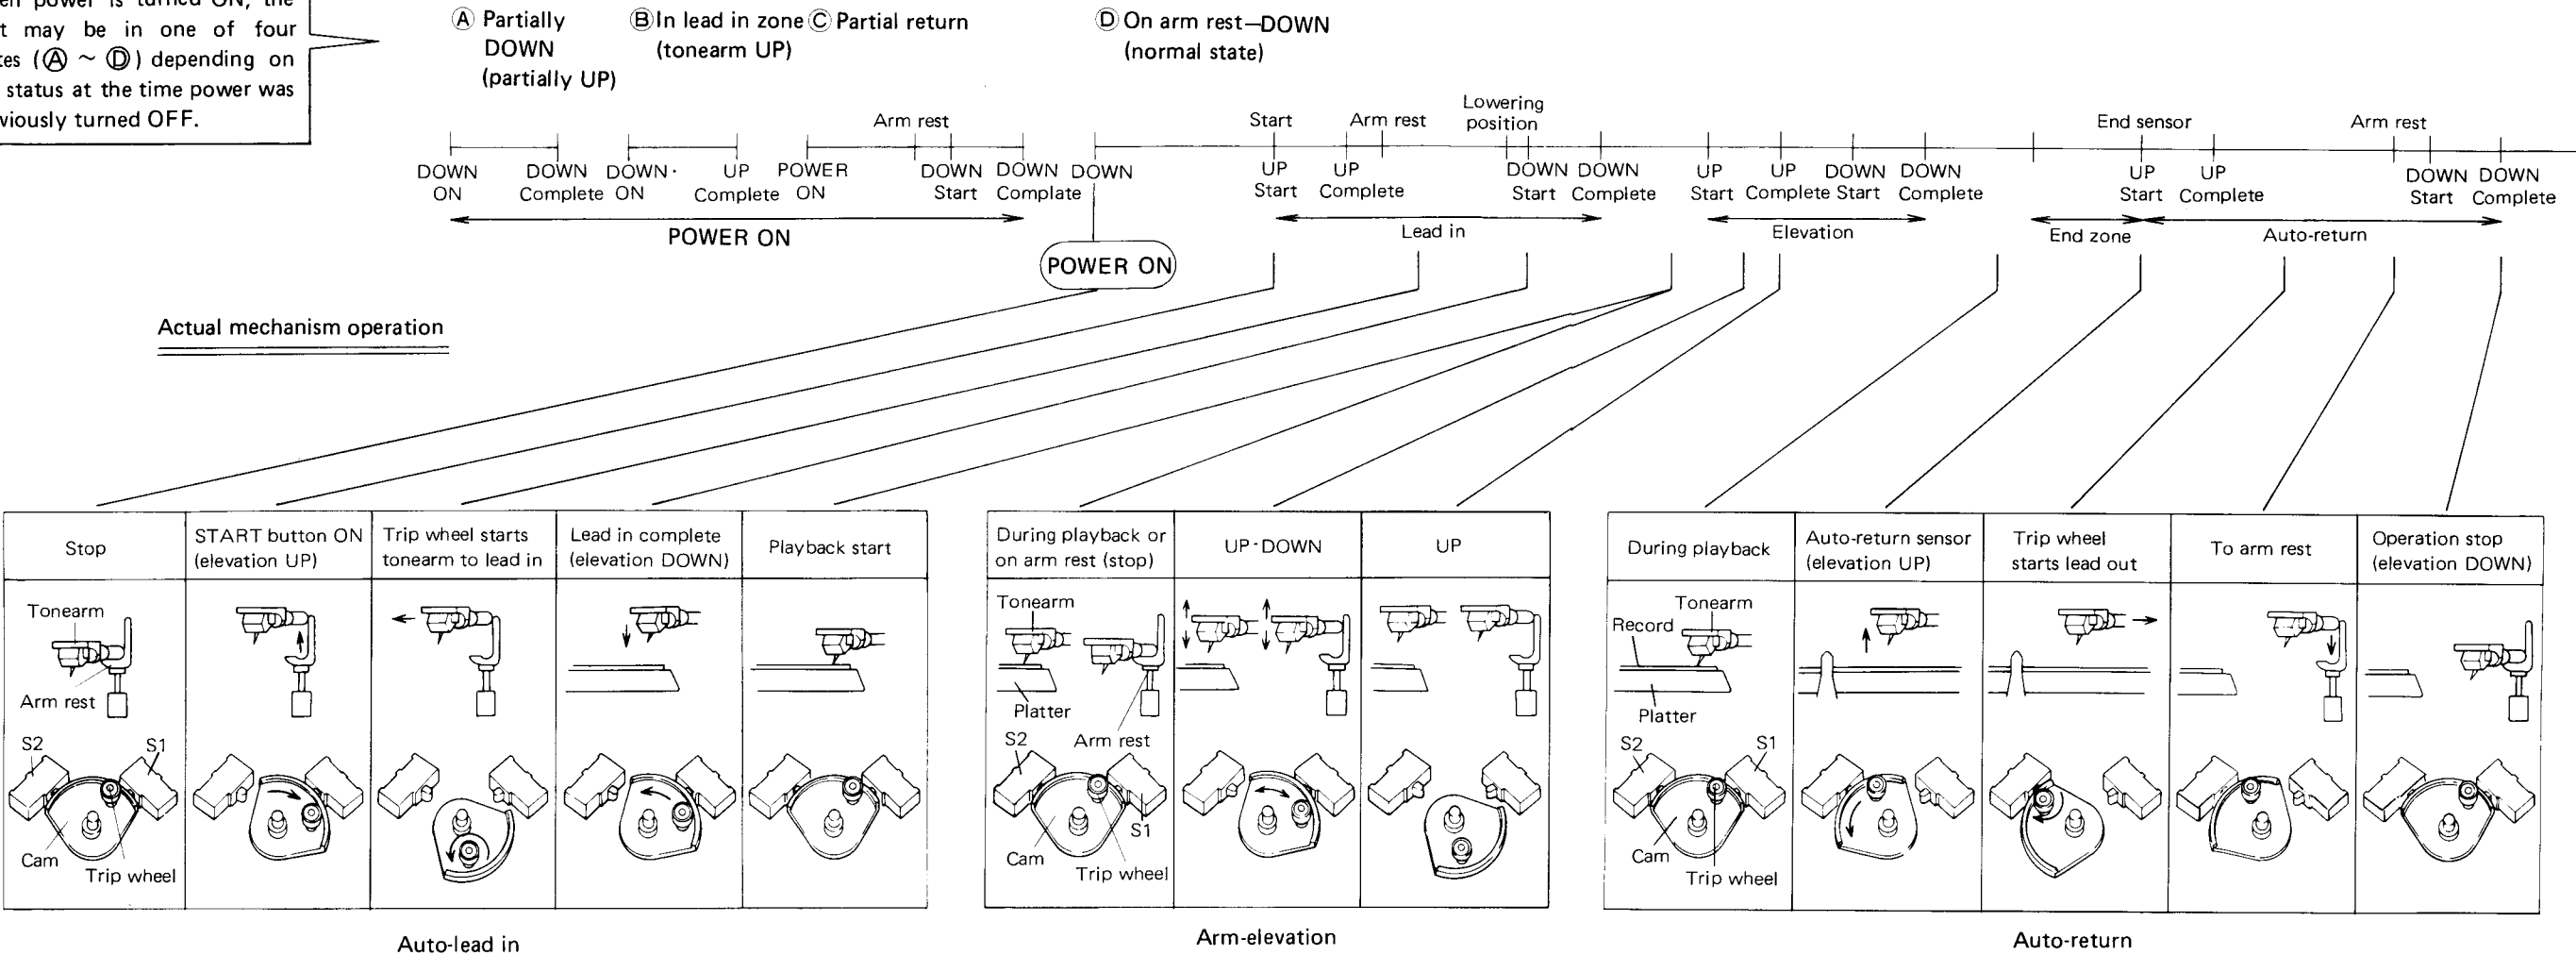 en power is turned ON, the
t may be in one of four
tes (Ⓐ ~ Ⓓ) depending on
status at the time power was
viously turned OFF.
Ⓐ Partially
DOWN
(partially UP)
Ⓑ In lead in zone
(tonearm UP)
Ⓒ Partial return
Ⓓ On arm rest—DOWN
(normal state)
Arm rest
Start
Arm rest
Lowering
position
End sensor
Arm rest
DOWN
ON
DOWN
Complete
DOWN·
ON
UP
Complete
POWER
ON
DOWN
Start
DOWN
Complate
DOWN
UP
Start
UP
Complete
DOWN
Start
DOWN
Complete
UP
Start
UP
Complete
DOWN
Start
DOWN
Complete
UP
Start
UP
Complete
DOWN
Start
DOWN
Complete
POWER ON
Lead in
Elevation
End zone
Auto-return
POWER ON
Actual mechanism operation
Stop
START button ON
(elevation UP)
Trip wheel starts
tonearm to lead in
Lead in complete
(elevation DOWN)
Playback start
Tonearm
Arm rest
S2
S1
Cam
Trip wheel
Auto-lead in
During playback or
on arm rest (stop)
UP·DOWN
UP
Tonearm
Platter
Arm rest
S2
S1
Cam
Trip wheel
Arm-elevation
During playback
Auto-return sensor
(elevation UP)
Trip wheel
starts lead out
To arm rest
Operation stop
(elevation DOWN)
Tonearm
Record
Platter
S2
S1
Cam
Trip wheel
Auto-return